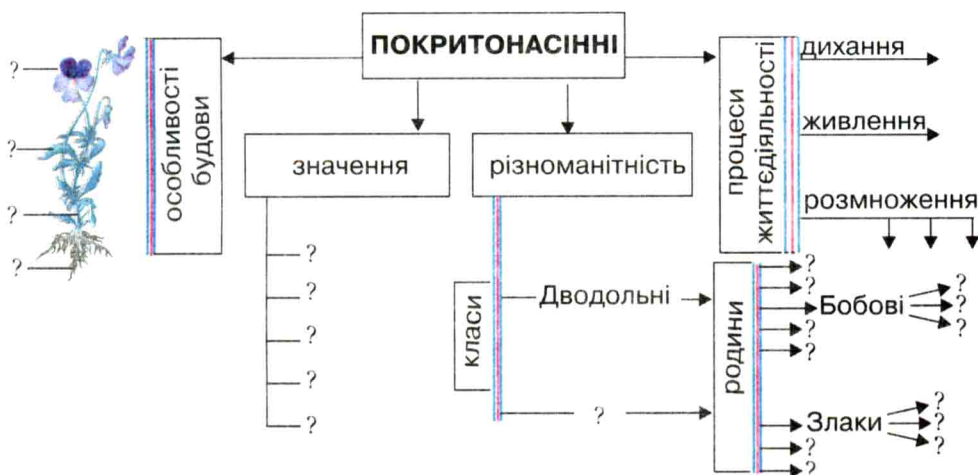 ПОКРИТОНАСІННІ
?
?
?
?
особливості
будови
значення
?
?
?
?
?
різноманітність
класи
Дводольні
?
процеси
життєдіяльності
дихання
живлення
розмноження
родини
?
?
Бобові
?
?
?
?
?
Злаки
?
?
?
?
?